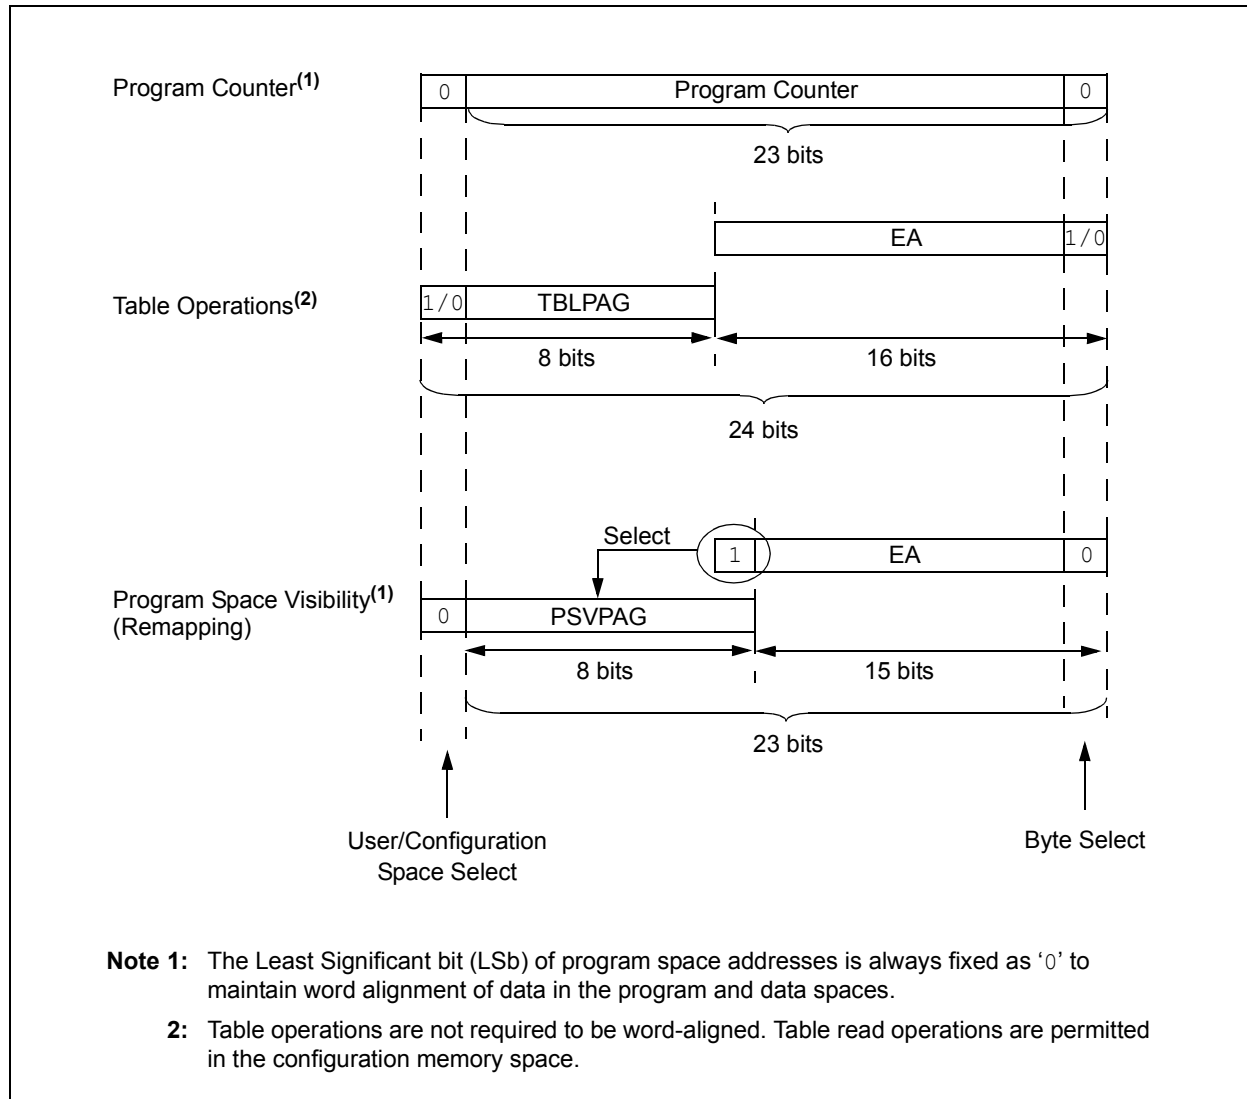 Program Counter(1)
0 Program Counter 0
23 bits
EA 1/0
Table Operations(2)
1/0 TBLPAG
8 bits 16 bits
24 bits
Select
1 EA 0
Program Space Visibility(1)
(Remapping)
0 PSVPAG
8 bits 15 bits
23 bits
User/Configuration
Space Select
Byte Select
Note 1: The Least Significant bit (LSb) of program space addresses is always fixed as ‘0’ to
maintain word alignment of data in the program and data spaces.
2: Table operations are not required to be word-aligned. Table read operations are permitted
in the configuration memory space.